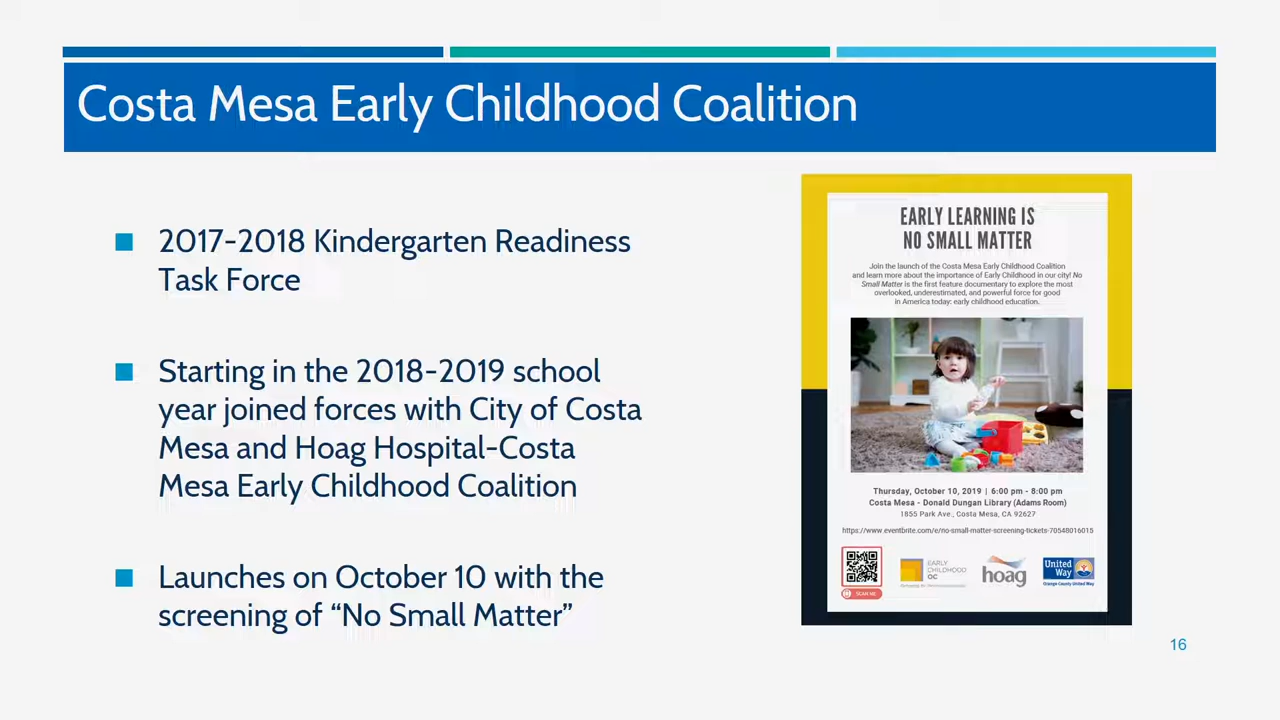 Costa Mesa Early Childhood Coalition
2017-2018 Kindergarten Readiness
Task Force
Starting in the 2018-2019 school
year joined forces with City of Costa
Mesa and Hoag Hospital-Costa
Mesa Early Childhood Coalition
Launches on October 10 with the
screening of “No Small Matter”
EARLY LEARNING IS
NO SMALL MATTER
Join the launch of the Costa Mesa Early Childhood Coalition
and learn more about the importance of Early Childhood in our city! No
Small Matter is the first feature documentary to explore the most
overlooked, underestimated, and powerful force for good
in America today: early childhood education.
Thursday, October 10, 2019 | 6:00 pm - 8:00 pm
Costa Mesa - Donald Dungan Library (Adams Room)
1855 Park Ave., Costa Mesa, CA 92627
https://www.eventbrite.com/e/no-small-matter-screening-tickets-70548016015
SCAN ME
EARLY
CHILDHOOD
OC
hoag
United
Way
Orange County United Way
16